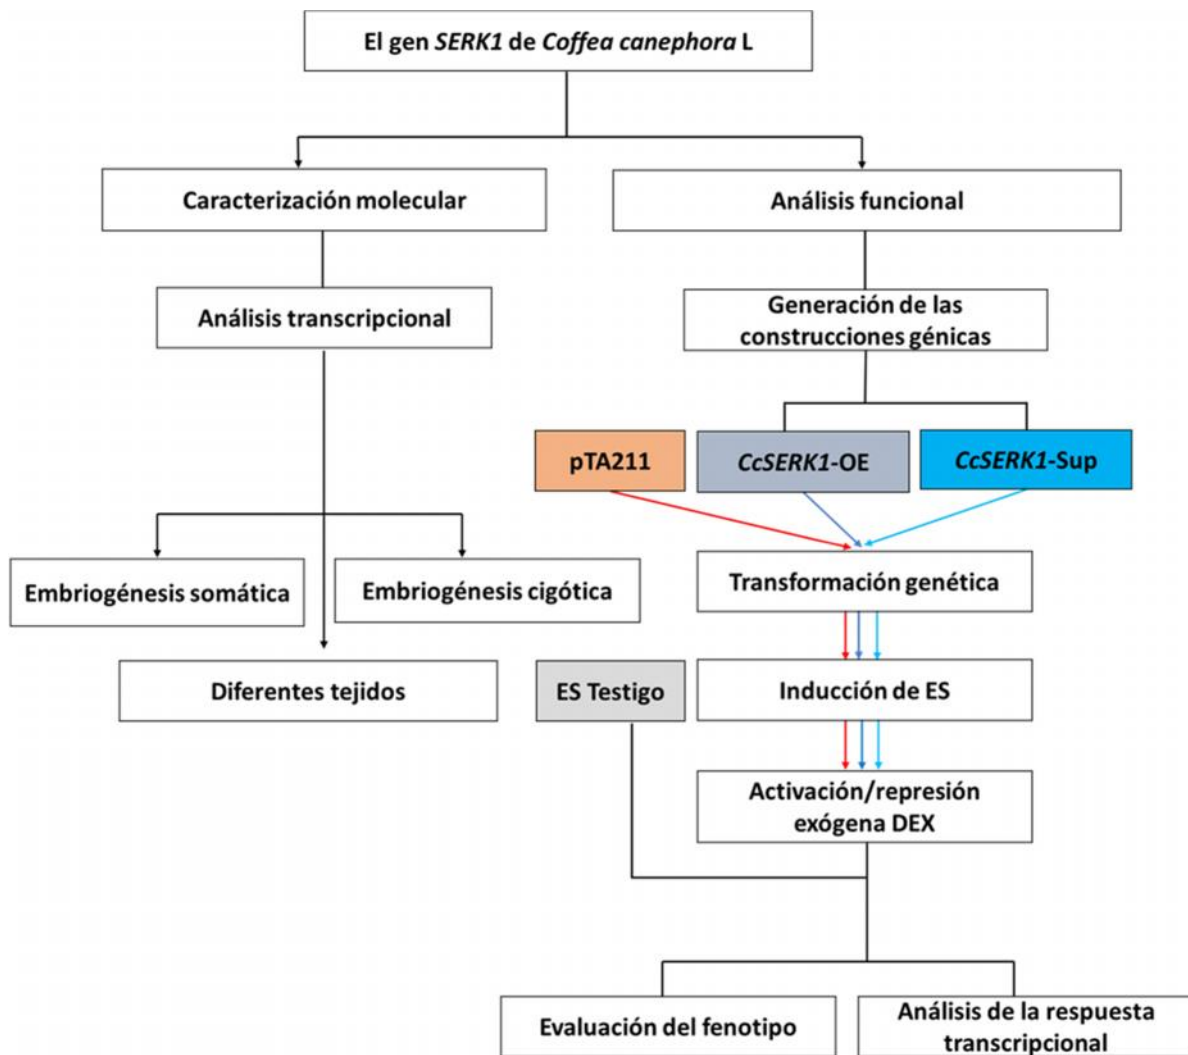 El gen SERK1 de Coffea canephora L
Caracterización molecular
Análisis funcional
Análisis transcripcional
Generación de las
construcciones génicas
pTA211
CcSERK1-OE
CcSERK1-Sup
Embriogénesis somática
Embriogénesis cigótica
Transformación genética
Diferentes tejidos
ES Testigo
Inducción de ES
Activación/represión
exógena DEX
Evaluación del fenotipo
Análisis de la respuesta
transcripcional